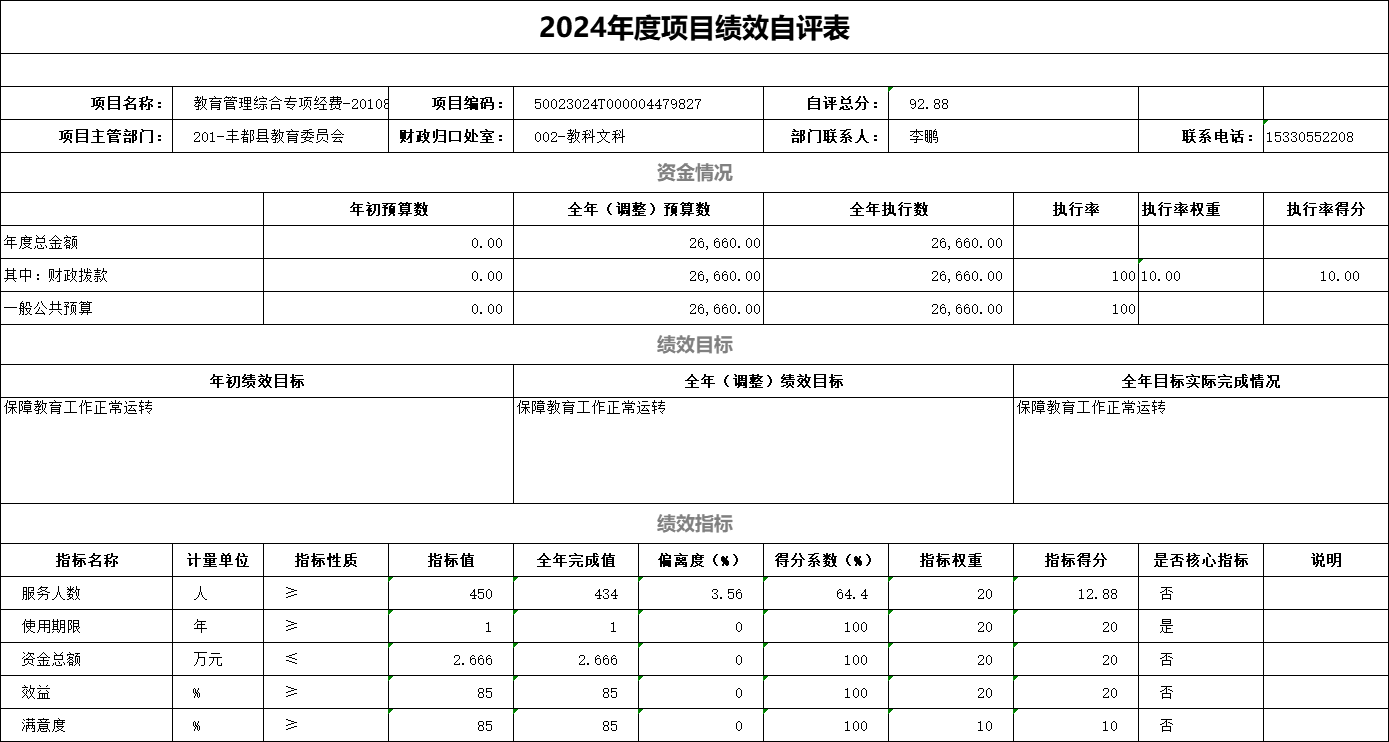 2024年度项目绩效自评表
项目名称： 教育管理综合专项经费-20108 项目编码： 50023024T000004479827 自评总分： 92.88
项目主管部门： 201-丰都县教育委员会 财政归口处室： 002-教科文科 部门联系人： 李鹏 联系电话： 15330552208
资金情况
年初预算数 全年（调整）预算数 全年执行数 执行率 执行率权重 执行率得分
年度总金额 0.00 26,660.00 26,660.00
其中：财政拨款 0.00 26,660.00 26,660.00 100 10.00 10.00
一般公共预算 0.00 26,660.00 26,660.00 100
绩效目标
年初绩效目标 全年（调整）绩效目标 全年目标实际完成情况
保障教育工作正常运转 保障教育工作正常运转 保障教育工作正常运转
绩效指标
指标名称 计量单位 指标性质 指标值 全年完成值 偏离度（%） 得分系数（%） 指标权重 指标得分 是否核心指标 说明
服务人数 人 ≥ 450 434 3.56 64.4 20 12.88 否
使用期限 年 ≥ 1 1 0 100 20 20 是
资金总额 万元 ≤ 2.666 2.666 0 100 20 20 否
效益 % ≥ 85 85 0 100 20 20 否
满意度 % ≥ 85 85 0 100 10 10 否